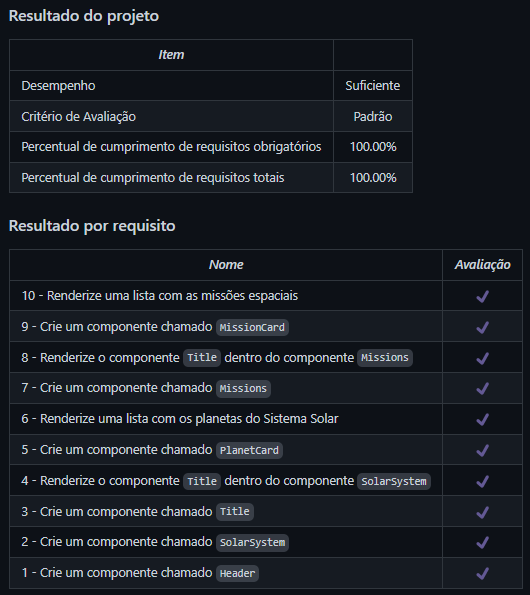 Resultado do projeto
Item
Desempenho Suficiente
Critério de Avaliação Padrão
Percentual de cumprimento de requisitos obrigatórios 100.00%
Percentual de cumprimento de requisitos totais 100.00%
Resultado por requisito
Nome Avaliação
10 - Renderize uma lista com as missões espaciais ✔
9 - Crie um componente chamado MissionCard ✔
8 - Renderize o componente Title dentro do componente Missions ✔
7 - Crie um componente chamado Missions ✔
6 - Renderize uma lista com os planetas do Sistema Solar ✔
5 - Crie um componente chamado PlanetCard ✔
4 - Renderize o componente Title dentro do componente SolarSystem ✔
3 - Crie um componente chamado Title ✔
2 - Crie um componente chamado SolarSystem ✔
1 - Crie um componente chamado Header ✔